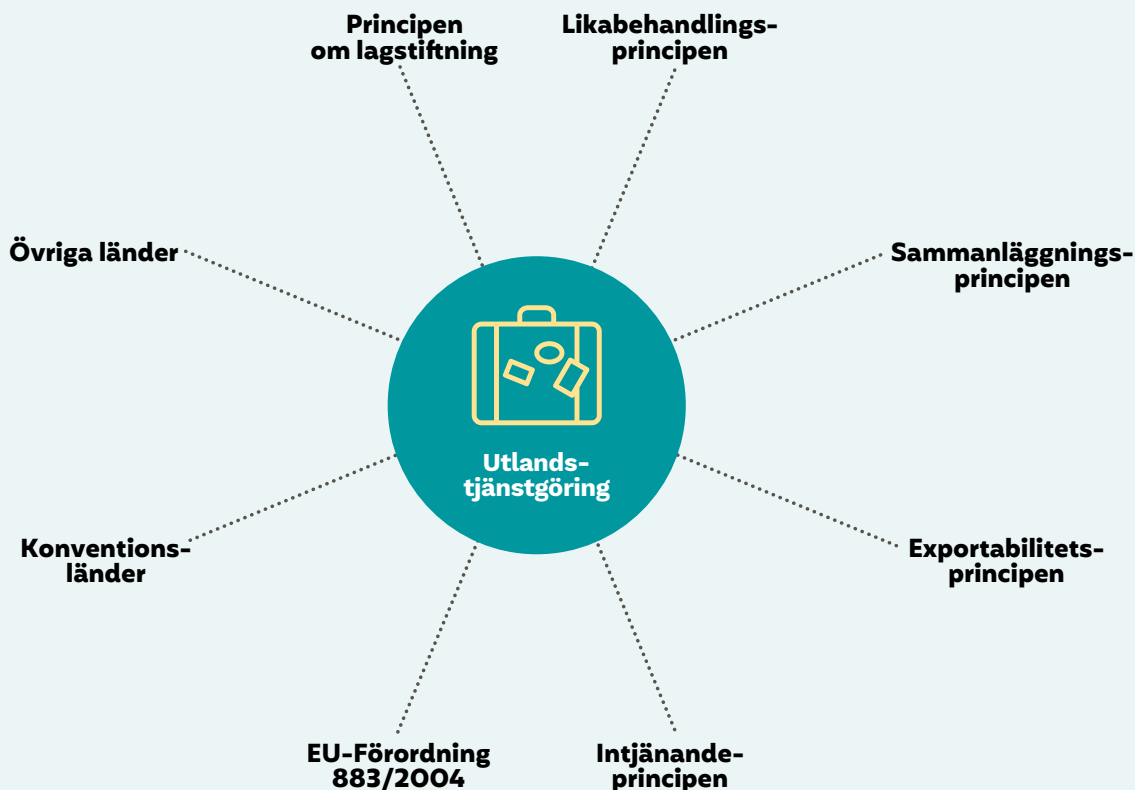 Principen
om lagstiftning
Likabehandlings-
principen
Övriga länder
Sammanläggnings-
principen
Utlands-
tjänstgöring
Konventions-
länder
Exportabilitets-
principen
EU-Förordning
883/2004
Intjänande-
principen